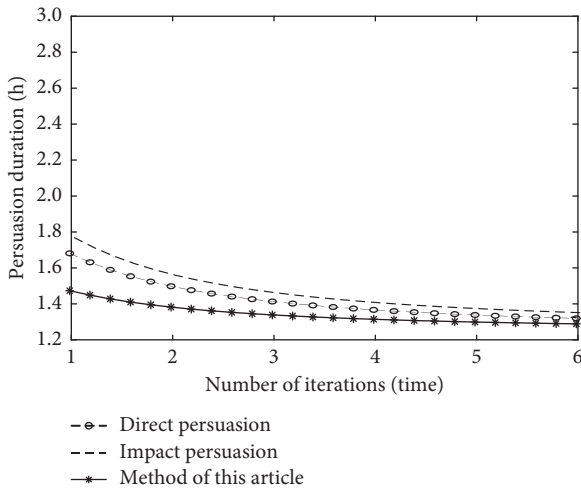 3.0
2.8
2.6
2.4
2.2
2.0
1.8
1.6
1.4
1.2
Persuasion duration (h)
1 2 3 4 5 6
Number of iterations (time)
Direct persuasion
Impact persuasion
Method of this article